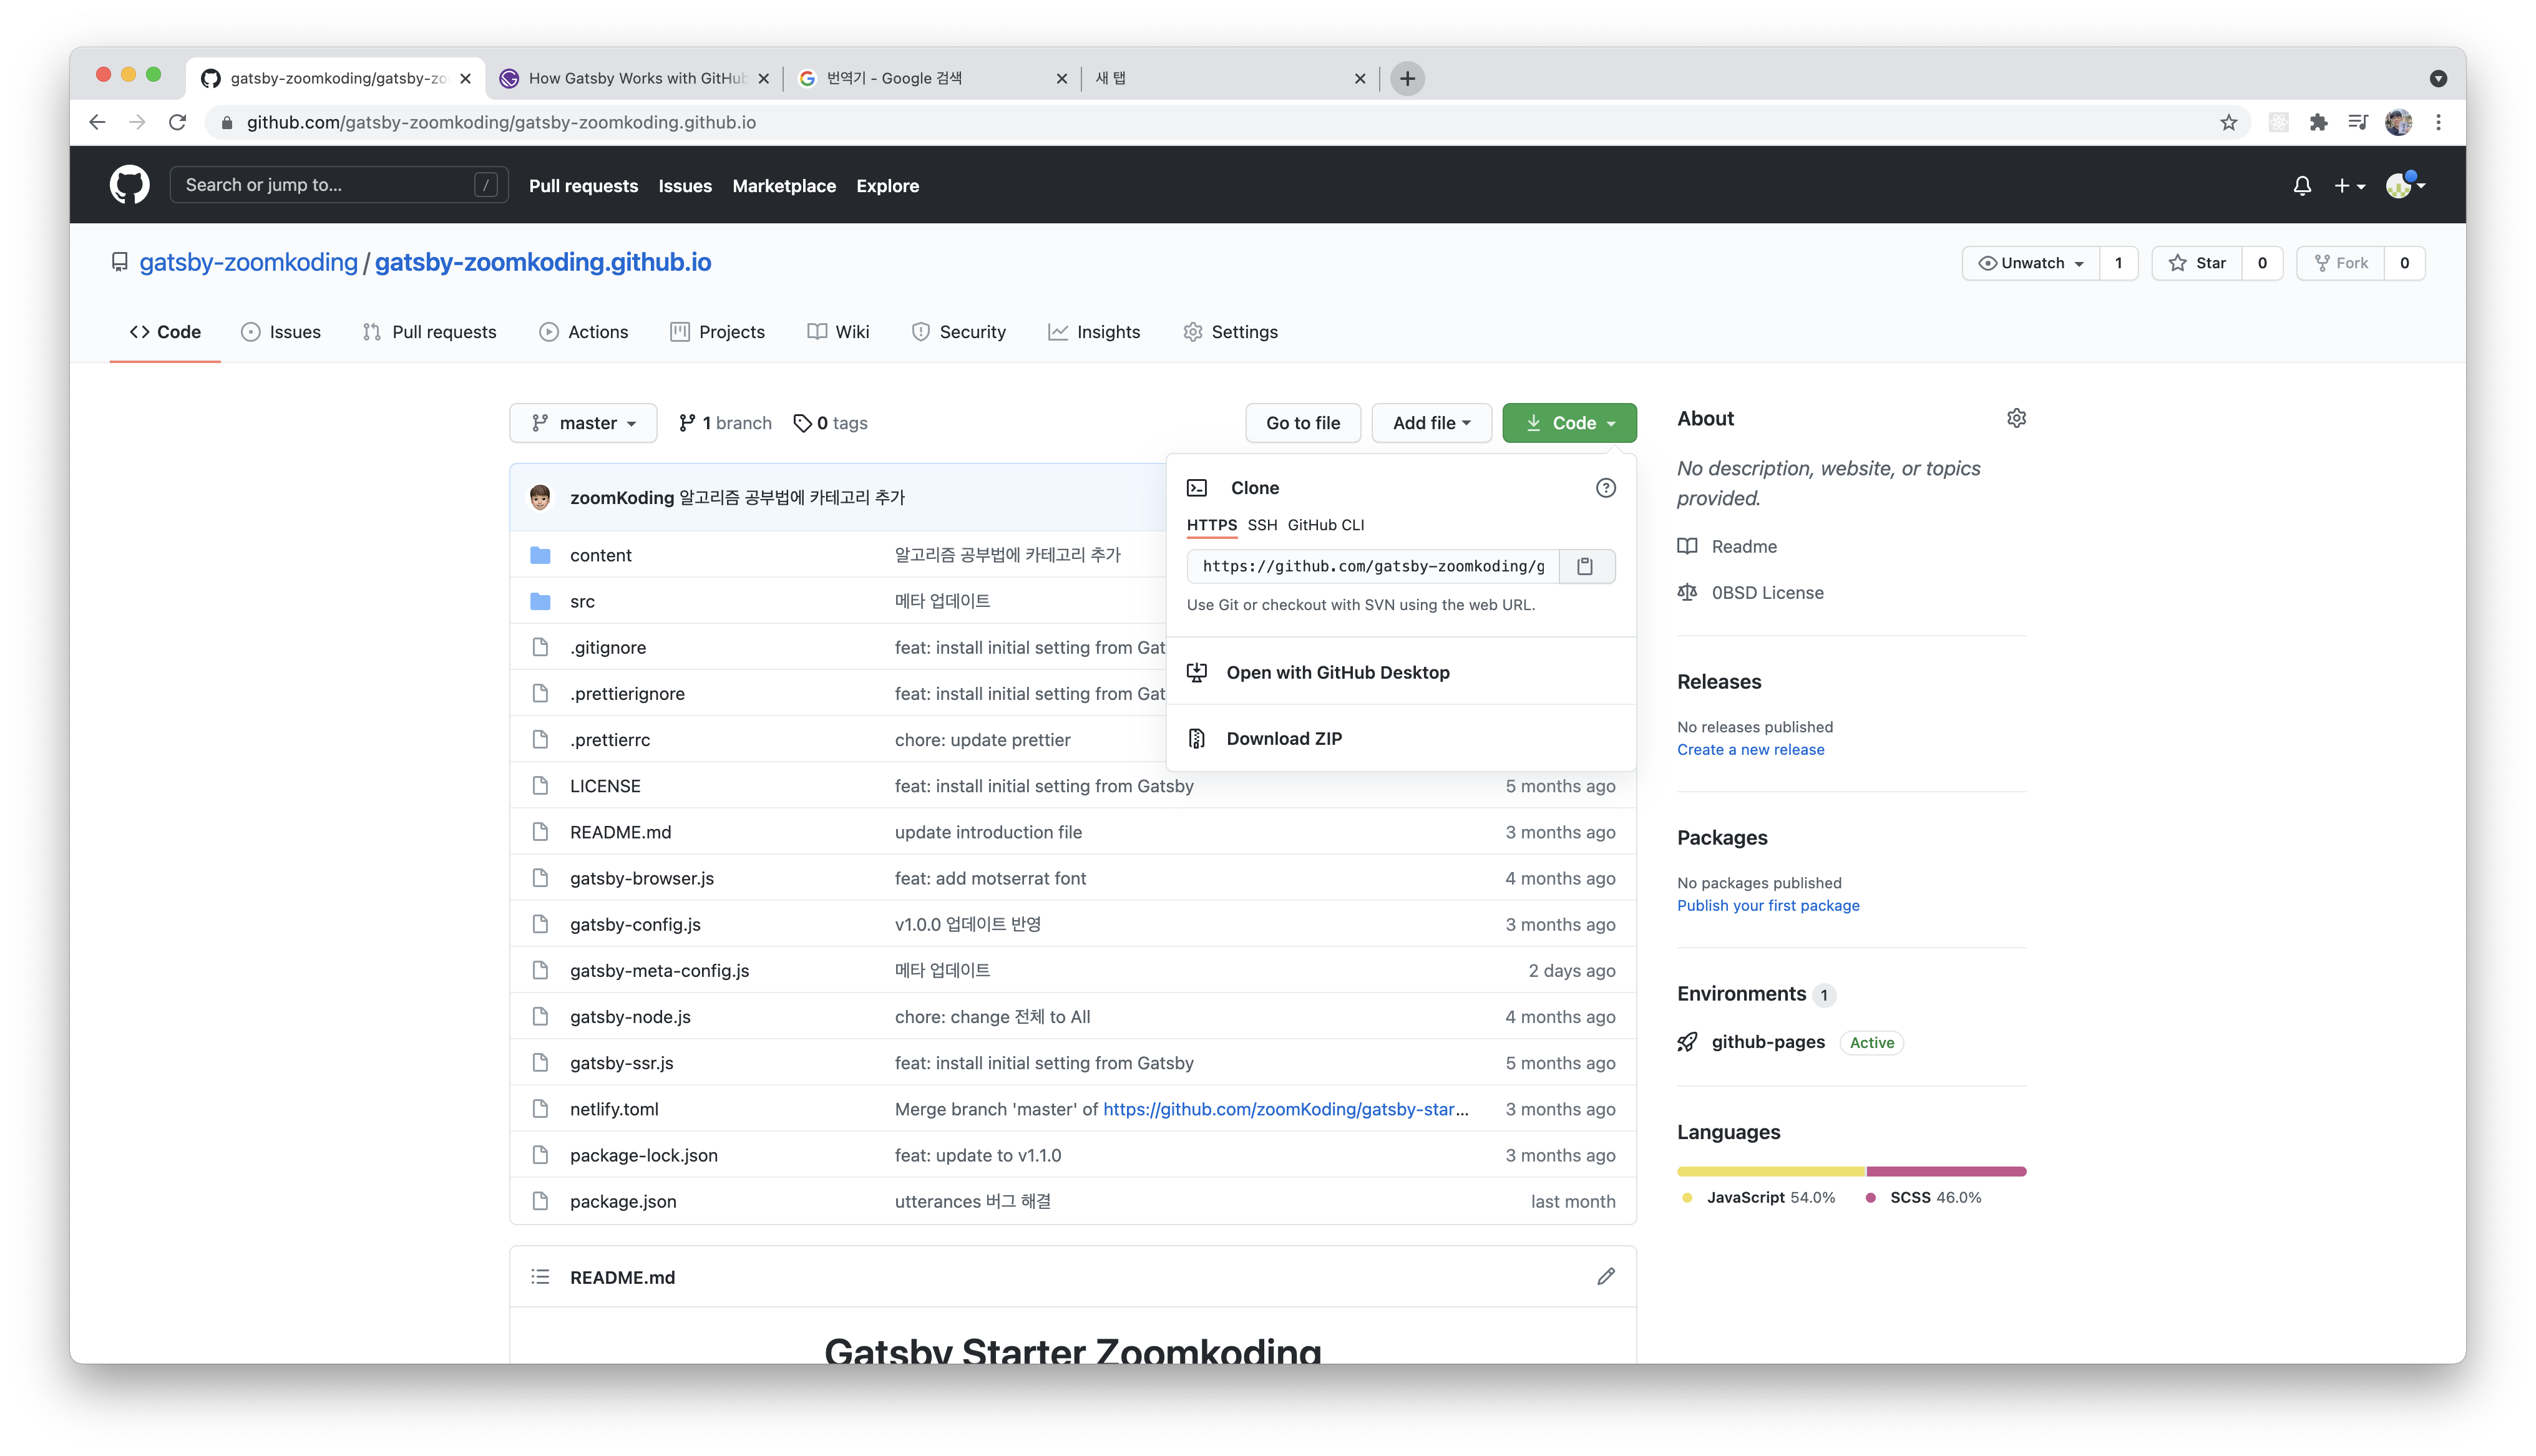 gatsby-zoomkoding/gatsby-zo
How Gatsby Works with GitHub
번역기 - Google 검색
새 탭
github.com/gatsby-zoomkoding/gatsby-zoomkoding.github.io
Search or jump to...
/
Pull requests
Issues
Marketplace
Explore
gatsby-zoomkoding / gatsby-zoomkoding.github.io
Unwatch 1
Star 0
Fork 0
Code
Issues
Pull requests
Actions
Projects
Wiki
Security
Insights
Settings
master
1 branch
0 tags
Go to file
Add file
Code
zoomKoding 알고리즘 공부법에 카테고리 추가
content 알고리즘 공부법에 카테고리 추가
src 메타 업데이트
.gitignore feat: install initial setting from Gat
.prettierignore feat: install initial setting from Gat
.prettierrc chore: update prettier
LICENSE feat: install initial setting from Gatsby 5 months ago
README.md update introduction file 3 months ago
gatsby-browser.js feat: add motserrat font 4 months ago
gatsby-config.js v1.0.0 업데이트 반영 3 months ago
gatsby-meta-config.js 메타 업데이트 2 days ago
gatsby-node.js chore: change 전체 to All 4 months ago
gatsby-ssr.js feat: install initial setting from Gatsby 5 months ago
netlify.toml Merge branch 'master' of https://github.com/zoomKoding/gatsby-star... 3 months ago
package-lock.json feat: update to v1.1.0 3 months ago
package.json utterances 버그 해결 last month
Clone
HTTPS SSH GitHub CLI
https://github.com/gatsby-zoomkoding/g
Use Git or checkout with SVN using the web URL.
Open with GitHub Desktop
Download ZIP
README.md
Gatsby Starter Zoomkoding
About
No description, website, or topics
provided.
Readme
0BSD License
Releases
No releases published
Create a new release
Packages
No packages published
Publish your first package
Environments 1
github-pages Active
Languages
JavaScript 54.0% SCSS 46.0%